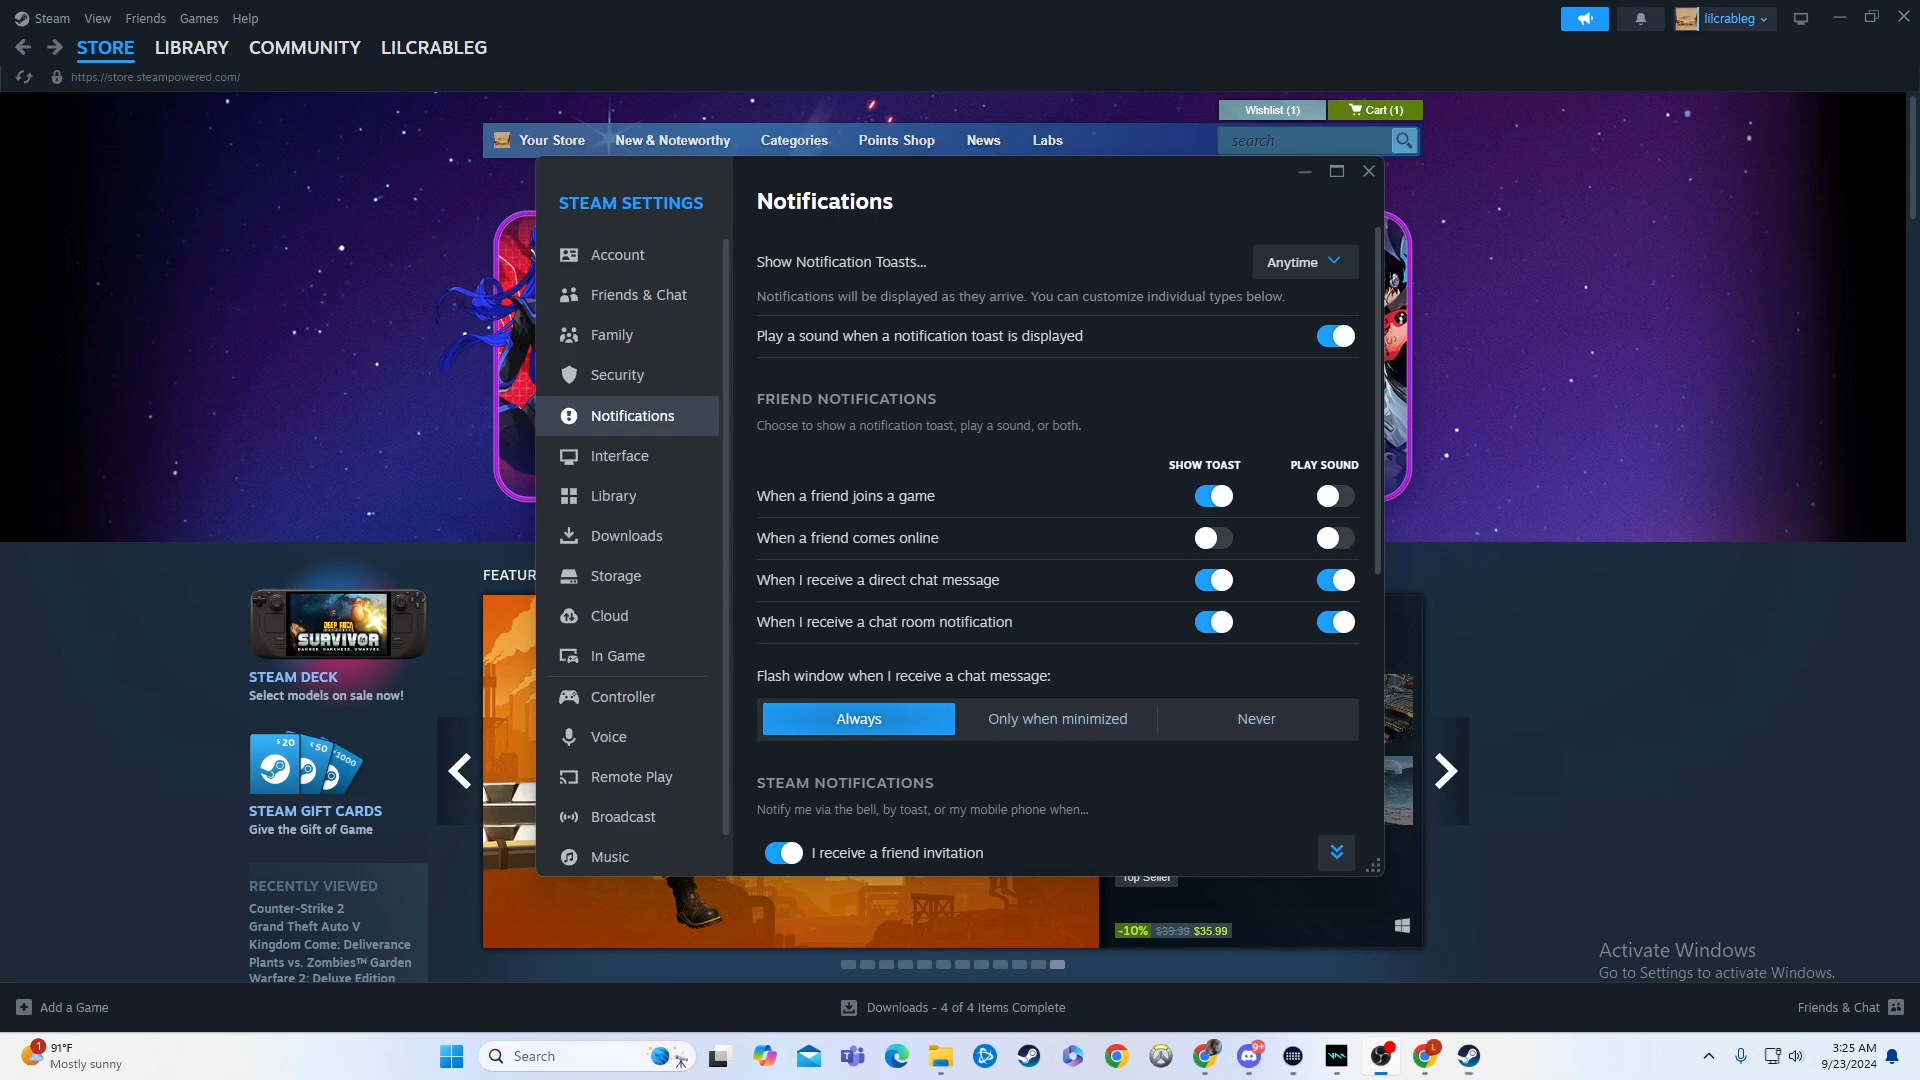 Steam View Friends Games Help
lilcrableg
STORE LIBRARY COMMUNITY LILCRABLEG
https://store.steampowered.com/
Wishlist (1) Cart (1)
Your Store New & Noteworthy Categories Points Shop News Labs search
STEAM SETTINGS
Account
Friends & Chat
Family
Security
Notifications
Interface
Library
Downloads
Storage
Cloud
In Game
Controller
Voice
Remote Play
Broadcast
Music
Notifications
Show Notification Toasts... Anytime
Notifications will be displayed as they arrive. You can customize individual types below.
Play a sound when a notification toast is displayed
FRIEND NOTIFICATIONS
Choose to show a notification toast, play a sound, or both.
SHOW TOAST PLAY SOUND
When a friend joins a game
When a friend comes online
When I receive a direct chat message
When I receive a chat room notification
Flash window when I receive a chat message:
Always Only when minimized Never
STEAM NOTIFICATIONS
Notify me via the bell, by toast, or my mobile phone when...
I receive a friend invitation
FEATUR
DEEP ROCK
SURVIVOR
STEAM DECK
Select models on sale now!
$20 €50 ¥1000
STEAM GIFT CARDS
Give the Gift of Game
RECENTLY VIEWED
Counter-Strike 2
Grand Theft Auto V
Kingdom Come: Deliverance
Plants vs. Zombies™ Garden
Warfare 2: Deluxe Edition
Top Seller
-10% $39.99 $35.99
Activate Windows
Go to Settings to activate Windows.
Add a Game Downloads - 4 of 4 Items Complete Friends & Chat
1 91°F
Mostly sunny
Search
9+
L
3:25 AM
9/23/2024